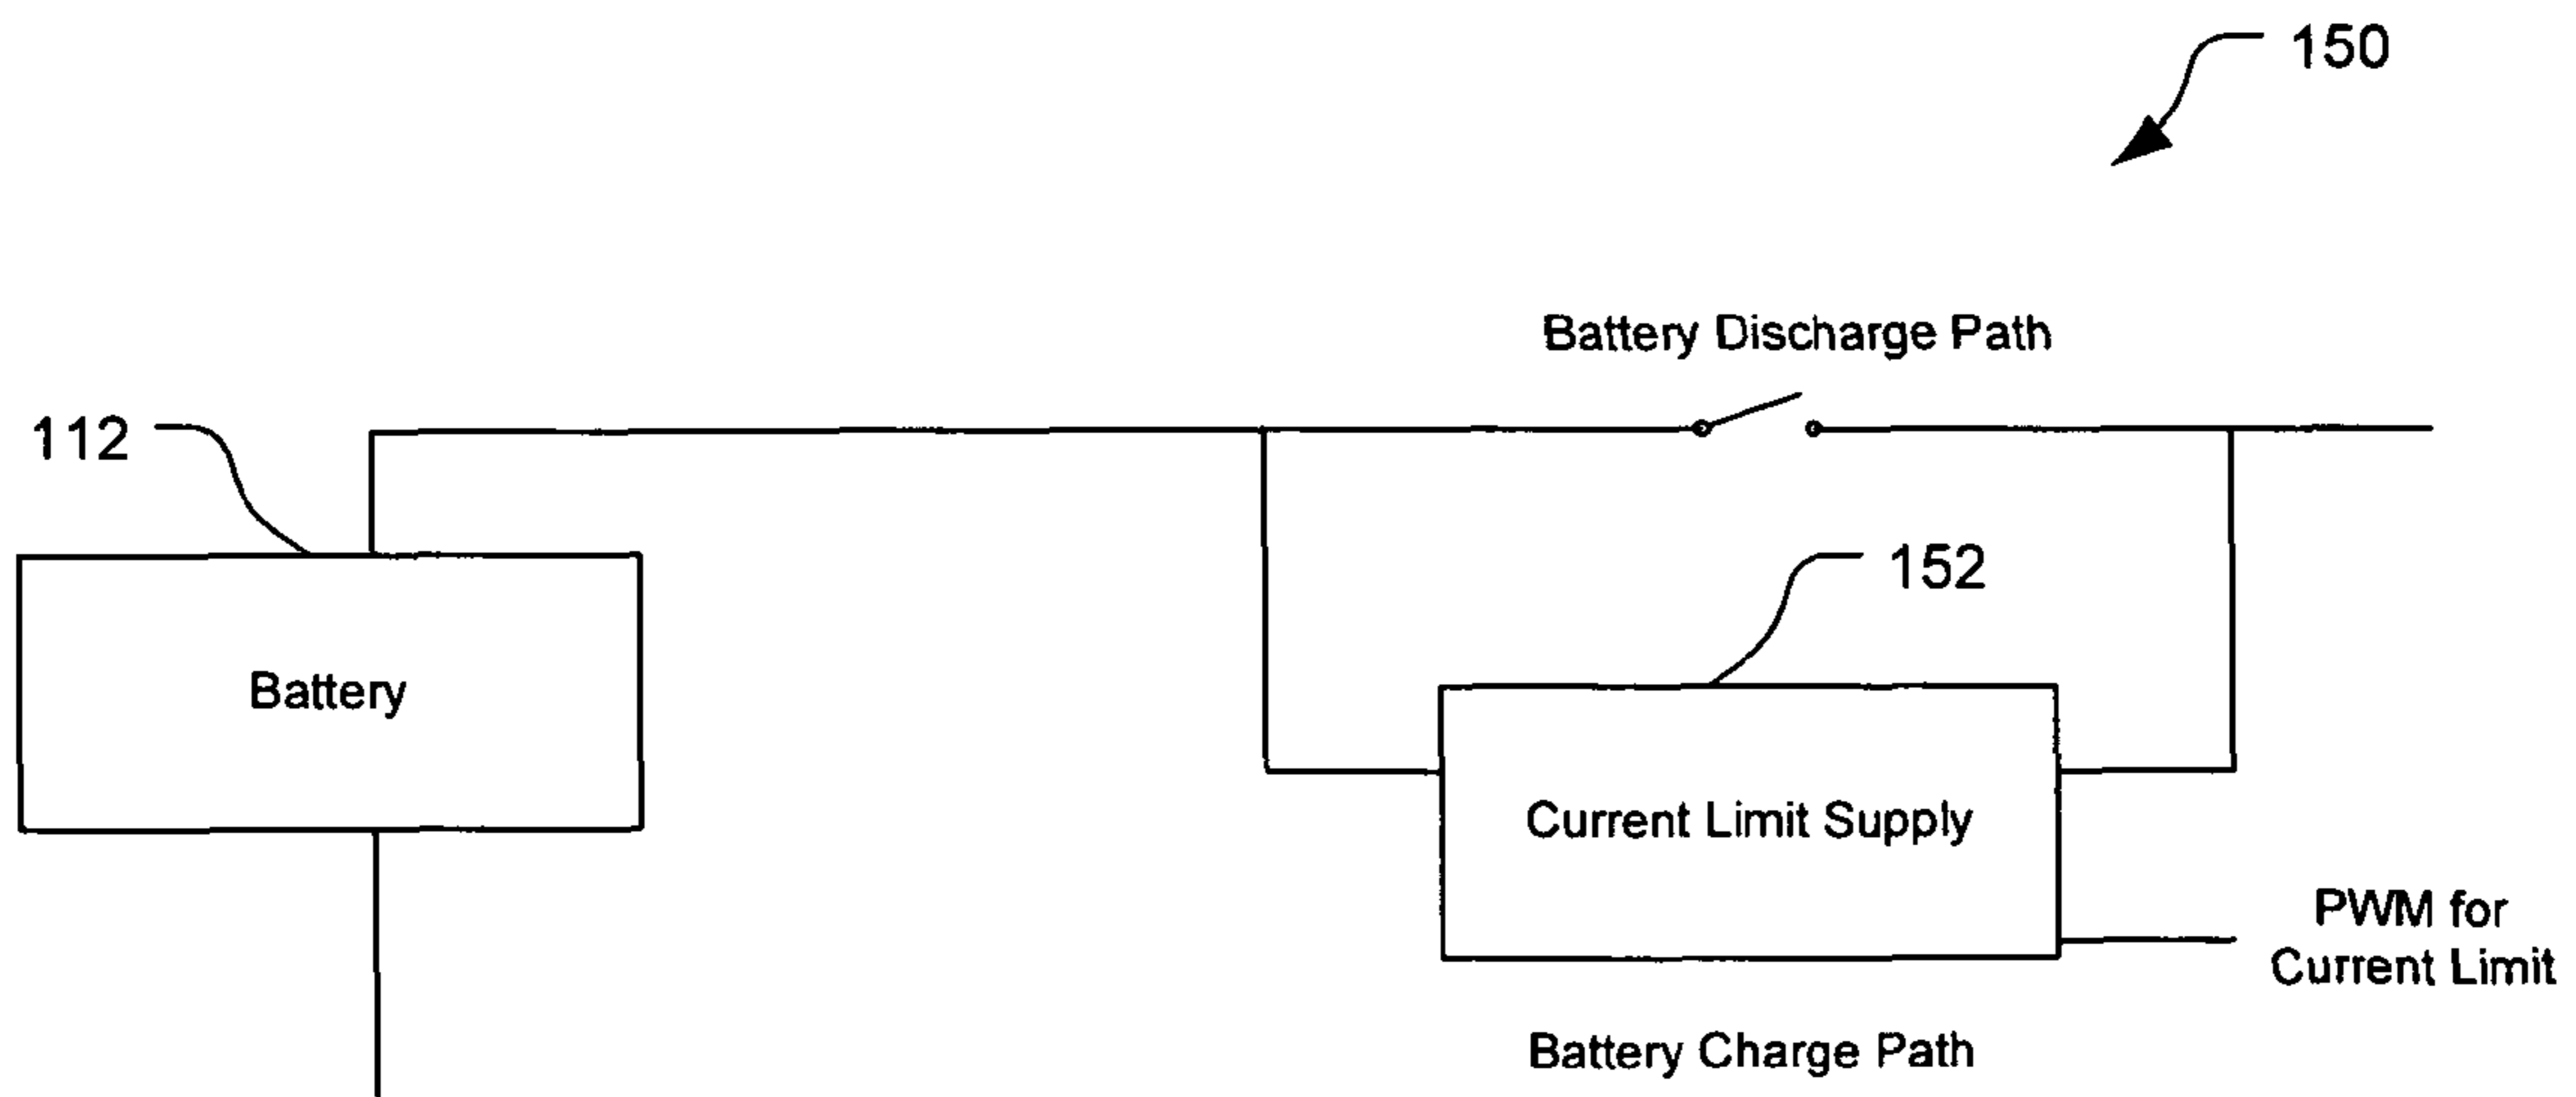 150
Battery Discharge Path
112
152
Battery
Current Limit Supply
PWM for
Current Limit
Battery Charge Path